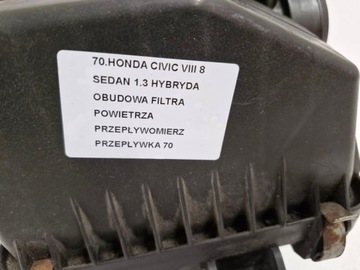 70.HONDA CIVIC VIII 8
SEDAN 1.3 HYBRYDA
OBUDOWA FILTRA
POWIETRZA
PRZEPŁYWOMIERZ
PRZEPŁYWKA 70